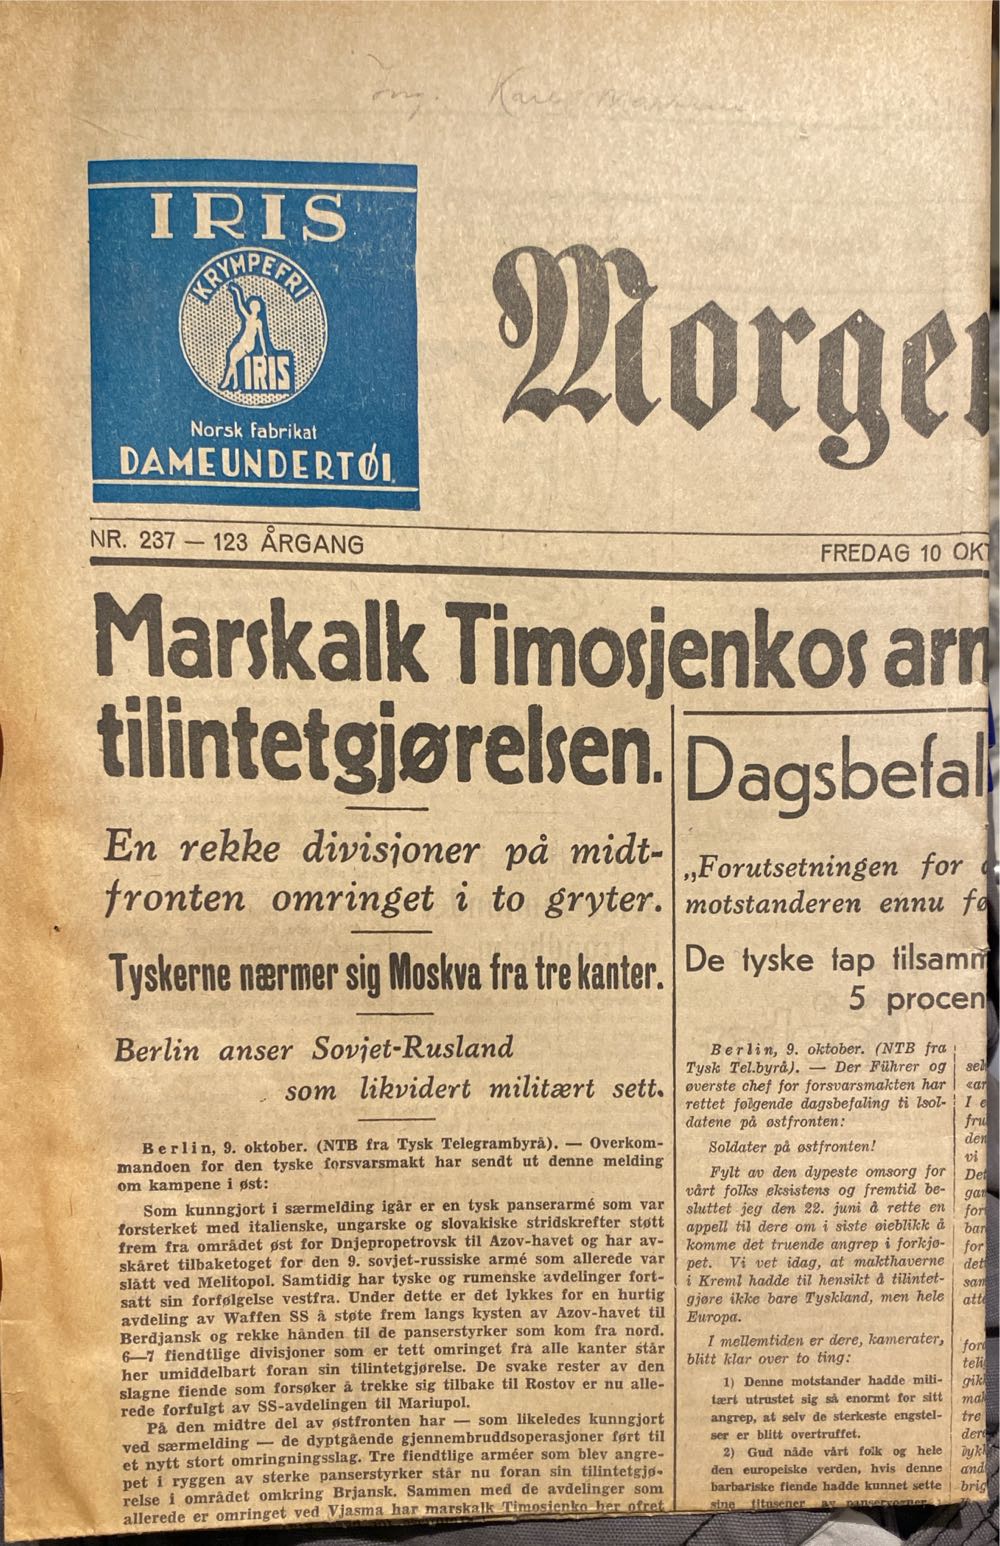 Ing. Kare
IRIS
KRYMPEFRI
IRIS
Norsk fabrikat
DAMEUNDERTØI.
Morge
NR. 237 — 123 ÅRGANG
FREDAG 10 OKT
Marskalk Timosjenkos arm
tilintetgjørelsen.
En rekke divisjoner på midt-
fronten omringet i to gryter.
Tyskerne nærmer sig Moskva fra tre kanter.
Berlin anser Sovjet-Rusland
som likvidert militært sett.
Berlin, 9. oktober. (NTB fra Tysk Telegrambyrå). — Overkom-
mandoen for den tyske forsvarsmakt har sendt ut denne melding
om kampene i øst:
Som kunngjort i særmelding igår er en tysk panserarmé som var
forsterket med italienske, ungarske og slovakiske stridskrefter støtt
frem fra området øst for Dnjepropetrovsk til Azov-havet og har av-
skåret tilbaketoget for den 9. sovjet-russiske armé som allerede var
slått ved Melitopol. Samtidig har tyske og rumenske avdelinger fort-
satt sin forfølgelse vestfra. Under dette er det lykkes for en hurtig
avdeling av Waffen SS å støte frem langs kysten av Azov-havet til
Berdjansk og rekke hånden til de panserstyrker som kom fra nord.
6—7 fiendtlige divisjoner som er tett omringet fra alle kanter står
her umiddelbart foran sin tilintetgjørelse. De svake rester av den
slagne fiende som forsøker å trekke sig tilbake til Rostov er nu alle-
rede forfulgt av SS-avdelingen til Mariupol.
På den midtre del av østfronten har — som likeledes kunngjort
ved særmelding — de dyptgående gjennembruddsoperasjoner ført til
et nytt stort omringningsslag. Tre fiendtlige arméer som blev angre-
pet i ryggen av sterke panserstyrker står nu foran sin tilintetgjø-
relse i området omkring Brjansk. Sammen med de avdelinger som
allerede er omringet ved Vjasma har marskalk Timosjenko her ofret
Dagsbefal
„Forutsetningen for
motstanderen ennu fø
De tyske tap tilsamm
5 procen
Berlin, 9. oktober. (NTB fra
Tysk Tel.byrå). — Der Führer og
øverste chef for forsvarsmakten har
rettet følgende dagsbefaling ti lsol-
datene på østfronten:
Soldater på østfronten!
Fylt av den dypeste omsorg for
vårt folks eksistens og fremtid be-
sluttet jeg den 22. juni å rette en
appell til dere om i siste øieblikk å
komme det truende angrep i forkjø-
pet. Vi vet idag, at makthaverne
i Kreml hadde til hensikt å tilintet-
gjøre ikke bare Tyskland, men hele
Europa.
I mellemtiden er dere, kamerater,
blitt klar over to ting:
1) Denne motstander hadde mili-
tært utrustet sig så enormt for sitt
angrep, at selv de sterkeste engstel-
ser er blitt overtruffet.
2) Gud nåde vårt folk og hele
den europeiske verden, hvis denne
barbariske fiende hadde kunnet sette
sine titusener av panservogner i